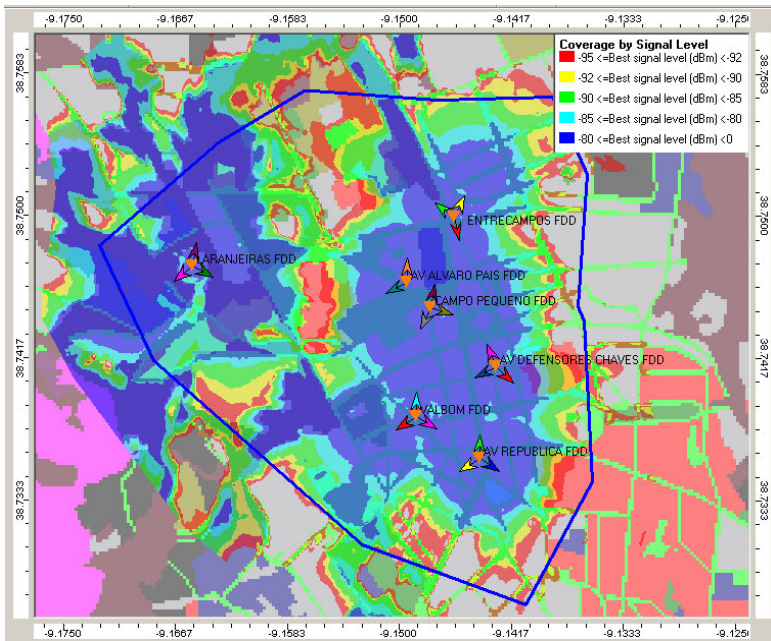 -9.1750 -9.1667 -9.1583 -9.1500 -9.1417 -9.1333 -9.125
Coverage by Signal Level
-95 <=Best signal level (dBm) <-92
-92 <=Best signal level (dBm) <-90
-90 <=Best signal level (dBm) <-85
-85 <=Best signal level (dBm) <-80
-80 <=Best signal level (dBm) <0
38.7583
38.7583
38.7500
38.7500
ENTRECAMPOS FDD
LARANJEIRAS FDD
AV ALVARO PAIS FDD
CAMPO PEQUENO FDD
38.7417
38.7417
AV DEFENSORES CHAVES FDD
VALBOM FDD
AV REPUBLICA FDD
38.7333
38.7333
-9.1750 -9.1667 -9.1583 -9.1500 -9.1417 -9.1333 -9.1250